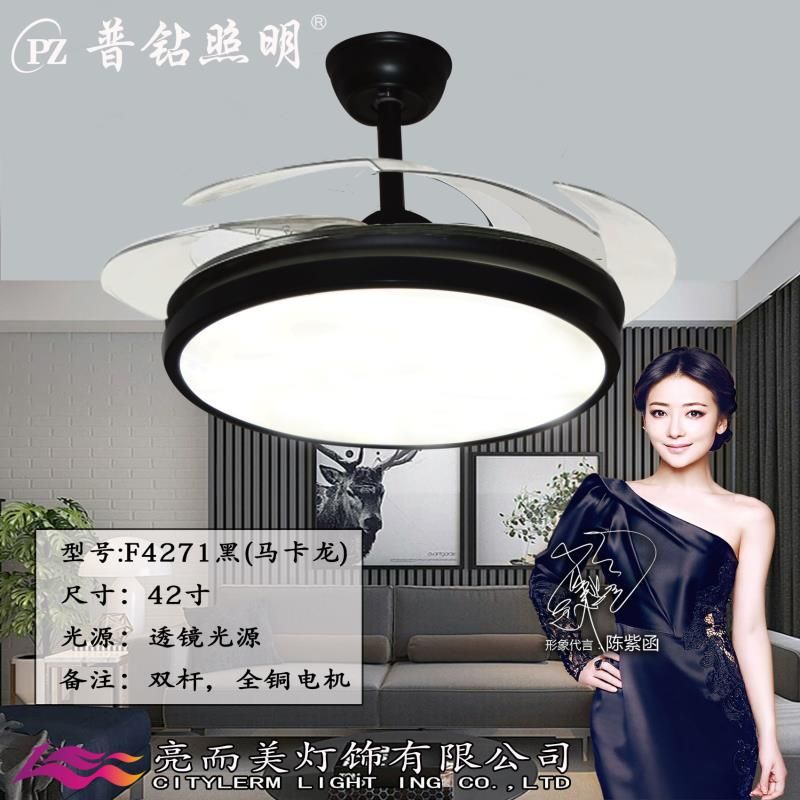 PZ 普钻照明®
型号:F4271黑(马卡龙)
尺寸：42寸
光源：透镜光源
备注：双杆，全铜电机
avantgarde
形象代言：陈紫函
亮而美灯饰有限公司
CITYLERM LIGHT ING CO.,LTD